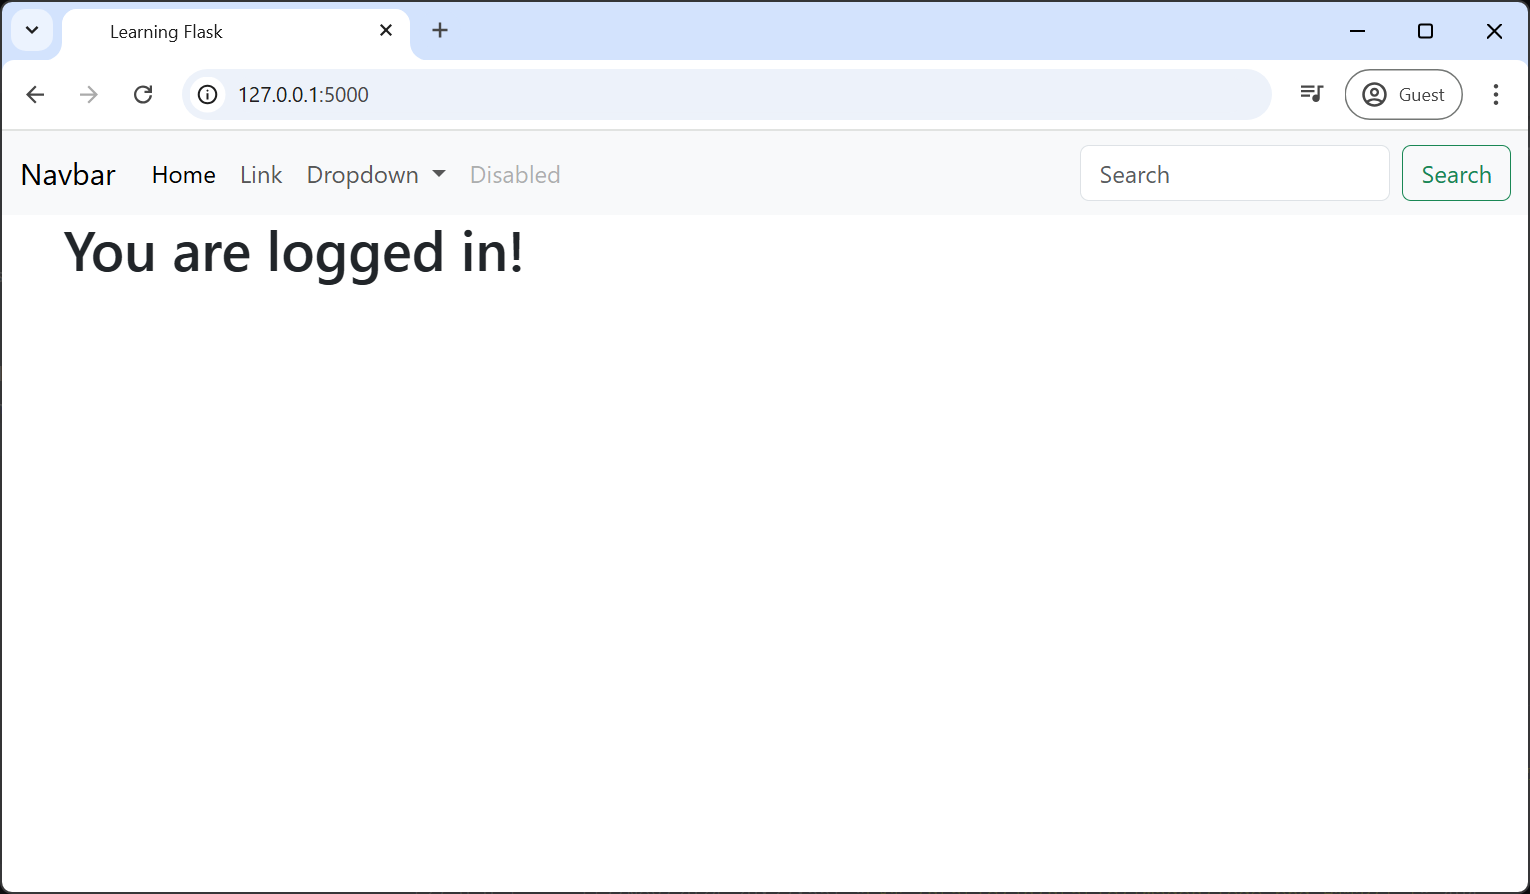 Learning Flask
127.0.0.1:5000
Guest
Navbar Home Link Dropdown Disabled Search Search
You are logged in!